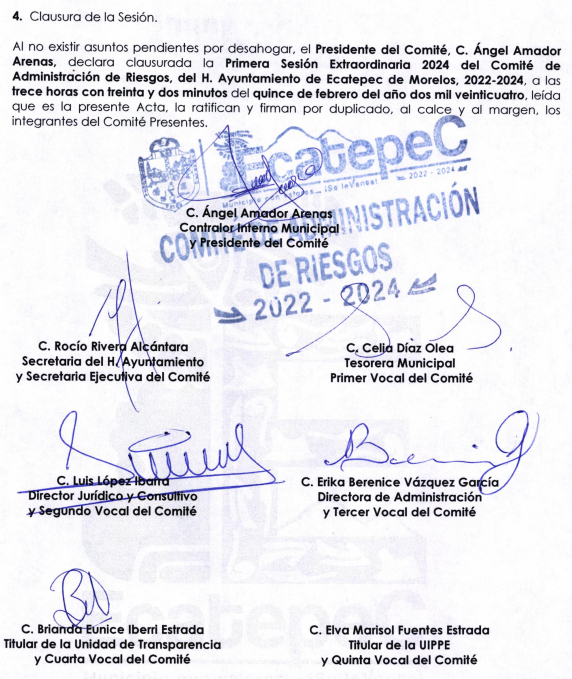 4. Clausura de la Sesión.
Al no existir asuntos pendientes por desahogar, el Presidente del Comité, C. Ángel Amador
Arenas, declara clausurada la Primera Sesión Extraordinaria 2024 del Comité de
Administración de Riesgos, del H. Ayuntamiento de Ecatepec de Morelos, 2022-2024, a las
trece horas con treinta y dos minutos del quince de febrero del año dos mil veinticuatro, leída
que es la presente Acta, la ratifican y firman por duplicado, al calce y al margen, los
integrantes del Comité Presentes.
EcatepeC
Municipio con valores... ¡Se leVensa!
2022 - 2024
COMITÉ DE ADMINISTRACIÓN
DE RIESGOS
2022 - 2024
C. Ángel Amador Arenas
Contralor Interno Municipal
y Presidente del Comité
C. Rocío Rivera Alcántara
Secretaria del H. Ayuntamiento
y Secretaria Ejecutiva del Comité
C. Celia Díaz Olea
Tesorera Municipal
Primer Vocal del Comité
C. Luis López Ibarra
Director Jurídico y Consultivo
y Segundo Vocal del Comité
C. Erika Berenice Vázquez García
Directora de Administración
y Tercer Vocal del Comité
C. Brianda Eunice Iberri Estrada
Titular de la Unidad de Transparencia
y Cuarta Vocal del Comité
C. Elva Marisol Fuentes Estrada
Titular de la UIPPE
y Quinta Vocal del Comité
EcatepeC